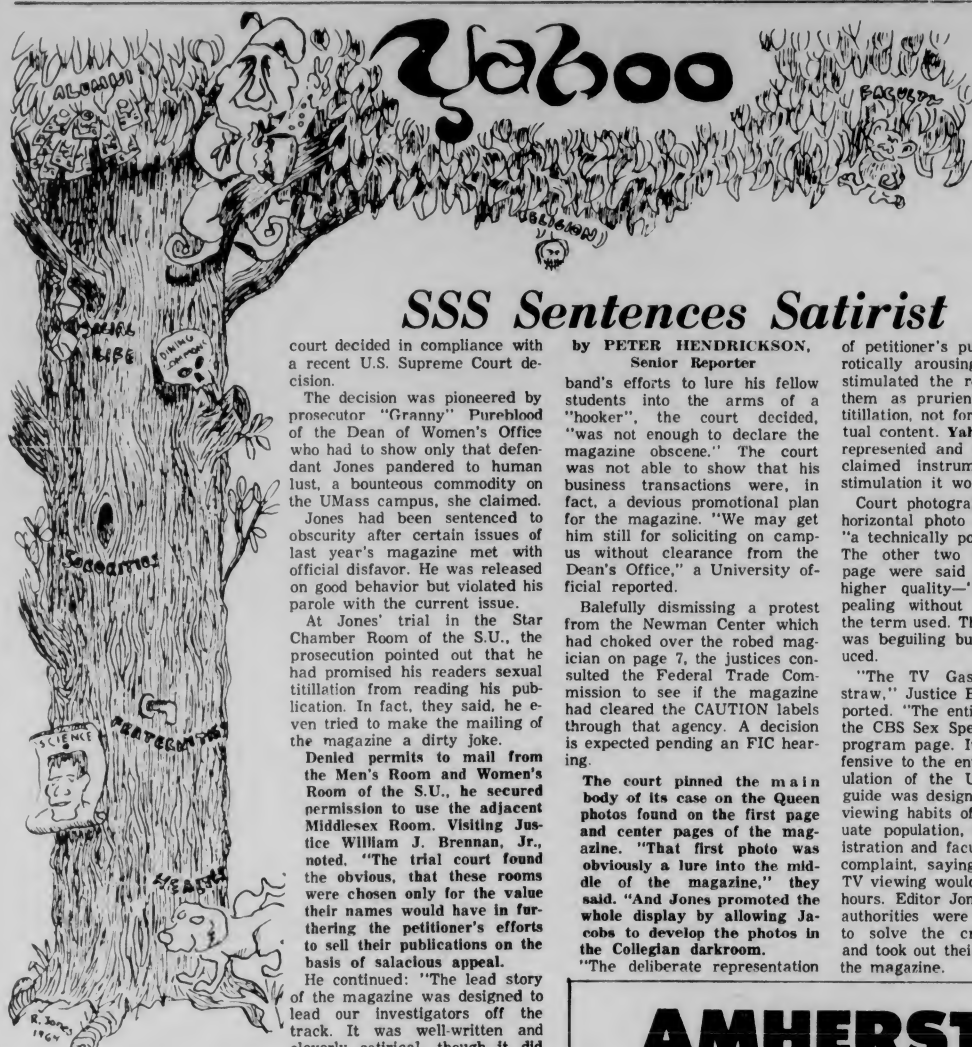 Yahoo
ALUMNI
FACULTY
RELIGION
SOCIAL
LIFE
DINING
COMMONS
SORORITIES
FRATERNITIES
SCIENCE
HEALTH
R. Jones
1964
SSS Sentences Satirist
court decided in compliance with
a recent U.S. Supreme Court de-
cision.
The decision was pioneered by
prosecutor "Granny" Pureblood
of the Dean of Women's Office
who had to show only that defen-
dant Jones pandered to human
lust, a bounteous commodity on
the UMass campus, she claimed.
Jones had been sentenced to
obscurity after certain issues of
last year's magazine met with
official disfavor. He was released
on good behavior but violated his
parole with the current issue.
At Jones' trial in the Star
Chamber Room of the S.U., the
prosecution pointed out that he
had promised his readers sexual
titillation from reading his pub-
lication. In fact, they said, he e-
ven tried to make the mailing of
the magazine a dirty joke.
Denied permits to mail from
the Men's Room and Women's
Room of the S.U., he secured
permission to use the adjacent
Middlesex Room. Visiting Jus-
tice William J. Brennan, Jr.,
noted, "The trial court found
the obvious, that these rooms
were chosen only for the value
their names would have in fur-
thering the petitioner's efforts
to sell their publications on the
basis of salacious appeal.
He continued: "The lead story
of the magazine was designed to
lead our investigators off the
track. It was well-written and
cleverly satirical, though it did
by PETER HENDRICKSON,
Senior Reporter
band's efforts to lure his fellow
students into the arms of a
"hooker", the court decided,
"was not enough to declare the
magazine obscene." The court
was not able to show that his
business transactions were, in
fact, a devious promotional plan
for the magazine. "We may get
him still for soliciting on camp-
us without clearance from the
Dean's Office," a University of-
ficial reported.
Balefully dismissing a protest
from the Newman Center which
had choked over the robed mag-
ician on page 7, the justices con-
sulted the Federal Trade Com-
mission to see if the magazine
had cleared the CAUTION labels
through that agency. A decision
is expected pending an FIC hear-
ing.
The court pinned the main
body of its case on the Queen
photos found on the first page
and center pages of the mag-
azine. "That first photo was
obviously a lure into the mid-
dle of the magazine," they
said. "And Jones promoted the
whole display by allowing Ja-
cobs to develop the photos in
the Collegian darkroom.
"The deliberate representation
of petitioner's pu
rotically arousing
stimulated the r
them as prurien
titillation, not for
tual content. Yah
represented and
claimed instrum
stimulation it wo
Court photogra
horizontal photo
"a technically po
The other two
page were said
higher quality—"
pealing without
the term used. Th
was beguiling bu
uced.
"The TV Gas
straw," Justice B
ported. "The enti
the CBS Sex Spe
program page. I
fensive to the en
ulation of the U
guide was design
viewing habits of
uate population,
istration and facu
complaint, saying
TV viewing would
hours. Editor Jon
authorities were
to solve the cr
and took out thei
the magazine.
AMHERST